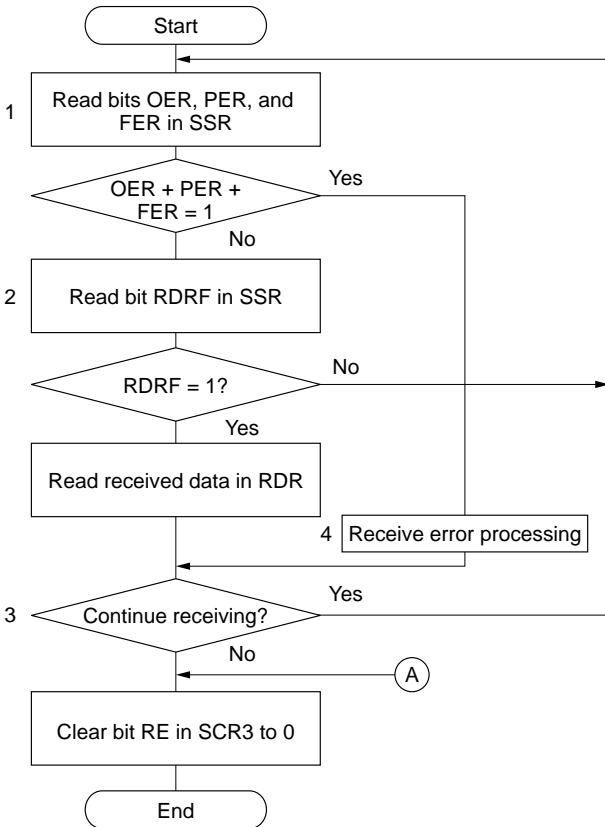 Start
1
Read bits OER, PER, and
FER in SSR
OER + PER +
FER = 1
Yes
No
2
Read bit RDRF in SSR
RDRF = 1?
No
Yes
Read received data in RDR
4
Receive error processing
3
Continue receiving?
Yes
No
A
Clear bit RE in SCR3 to 0
End